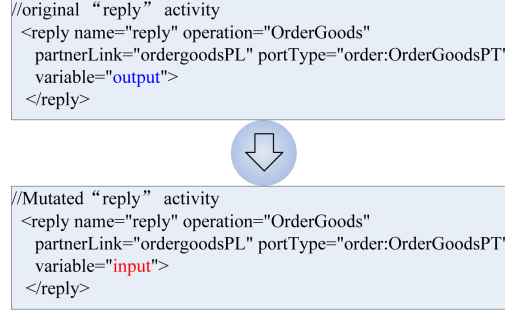 //original “reply” activity
<reply name="reply" operation="OrderGoods"
partnerLink="ordergoodsPL" portType="order:OrderGoodsPT"
variable="output">
</reply>
//Mutated “reply” activity
<reply name="reply" operation="OrderGoods"
partnerLink="ordergoodsPL" portType="order:OrderGoodsPT"
variable="input">
</reply>